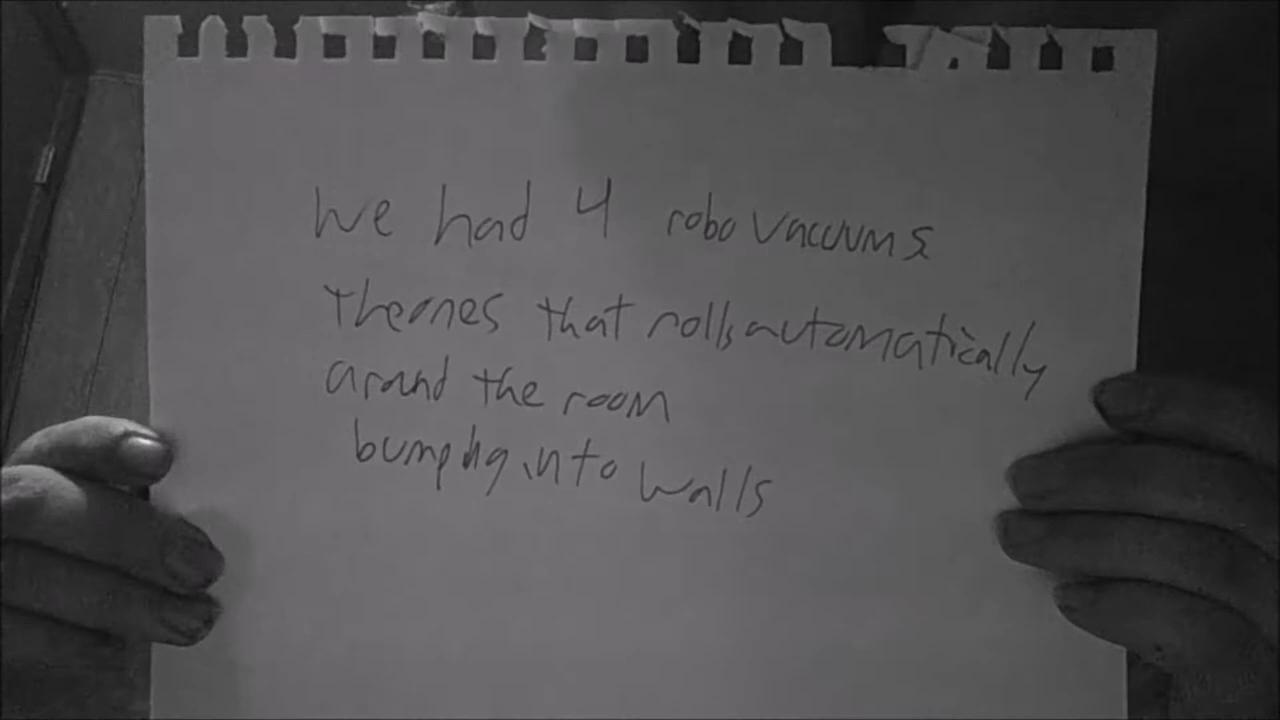 We had 4 robo vacuums
theones that rolls automatically
around the room
bumping into walls